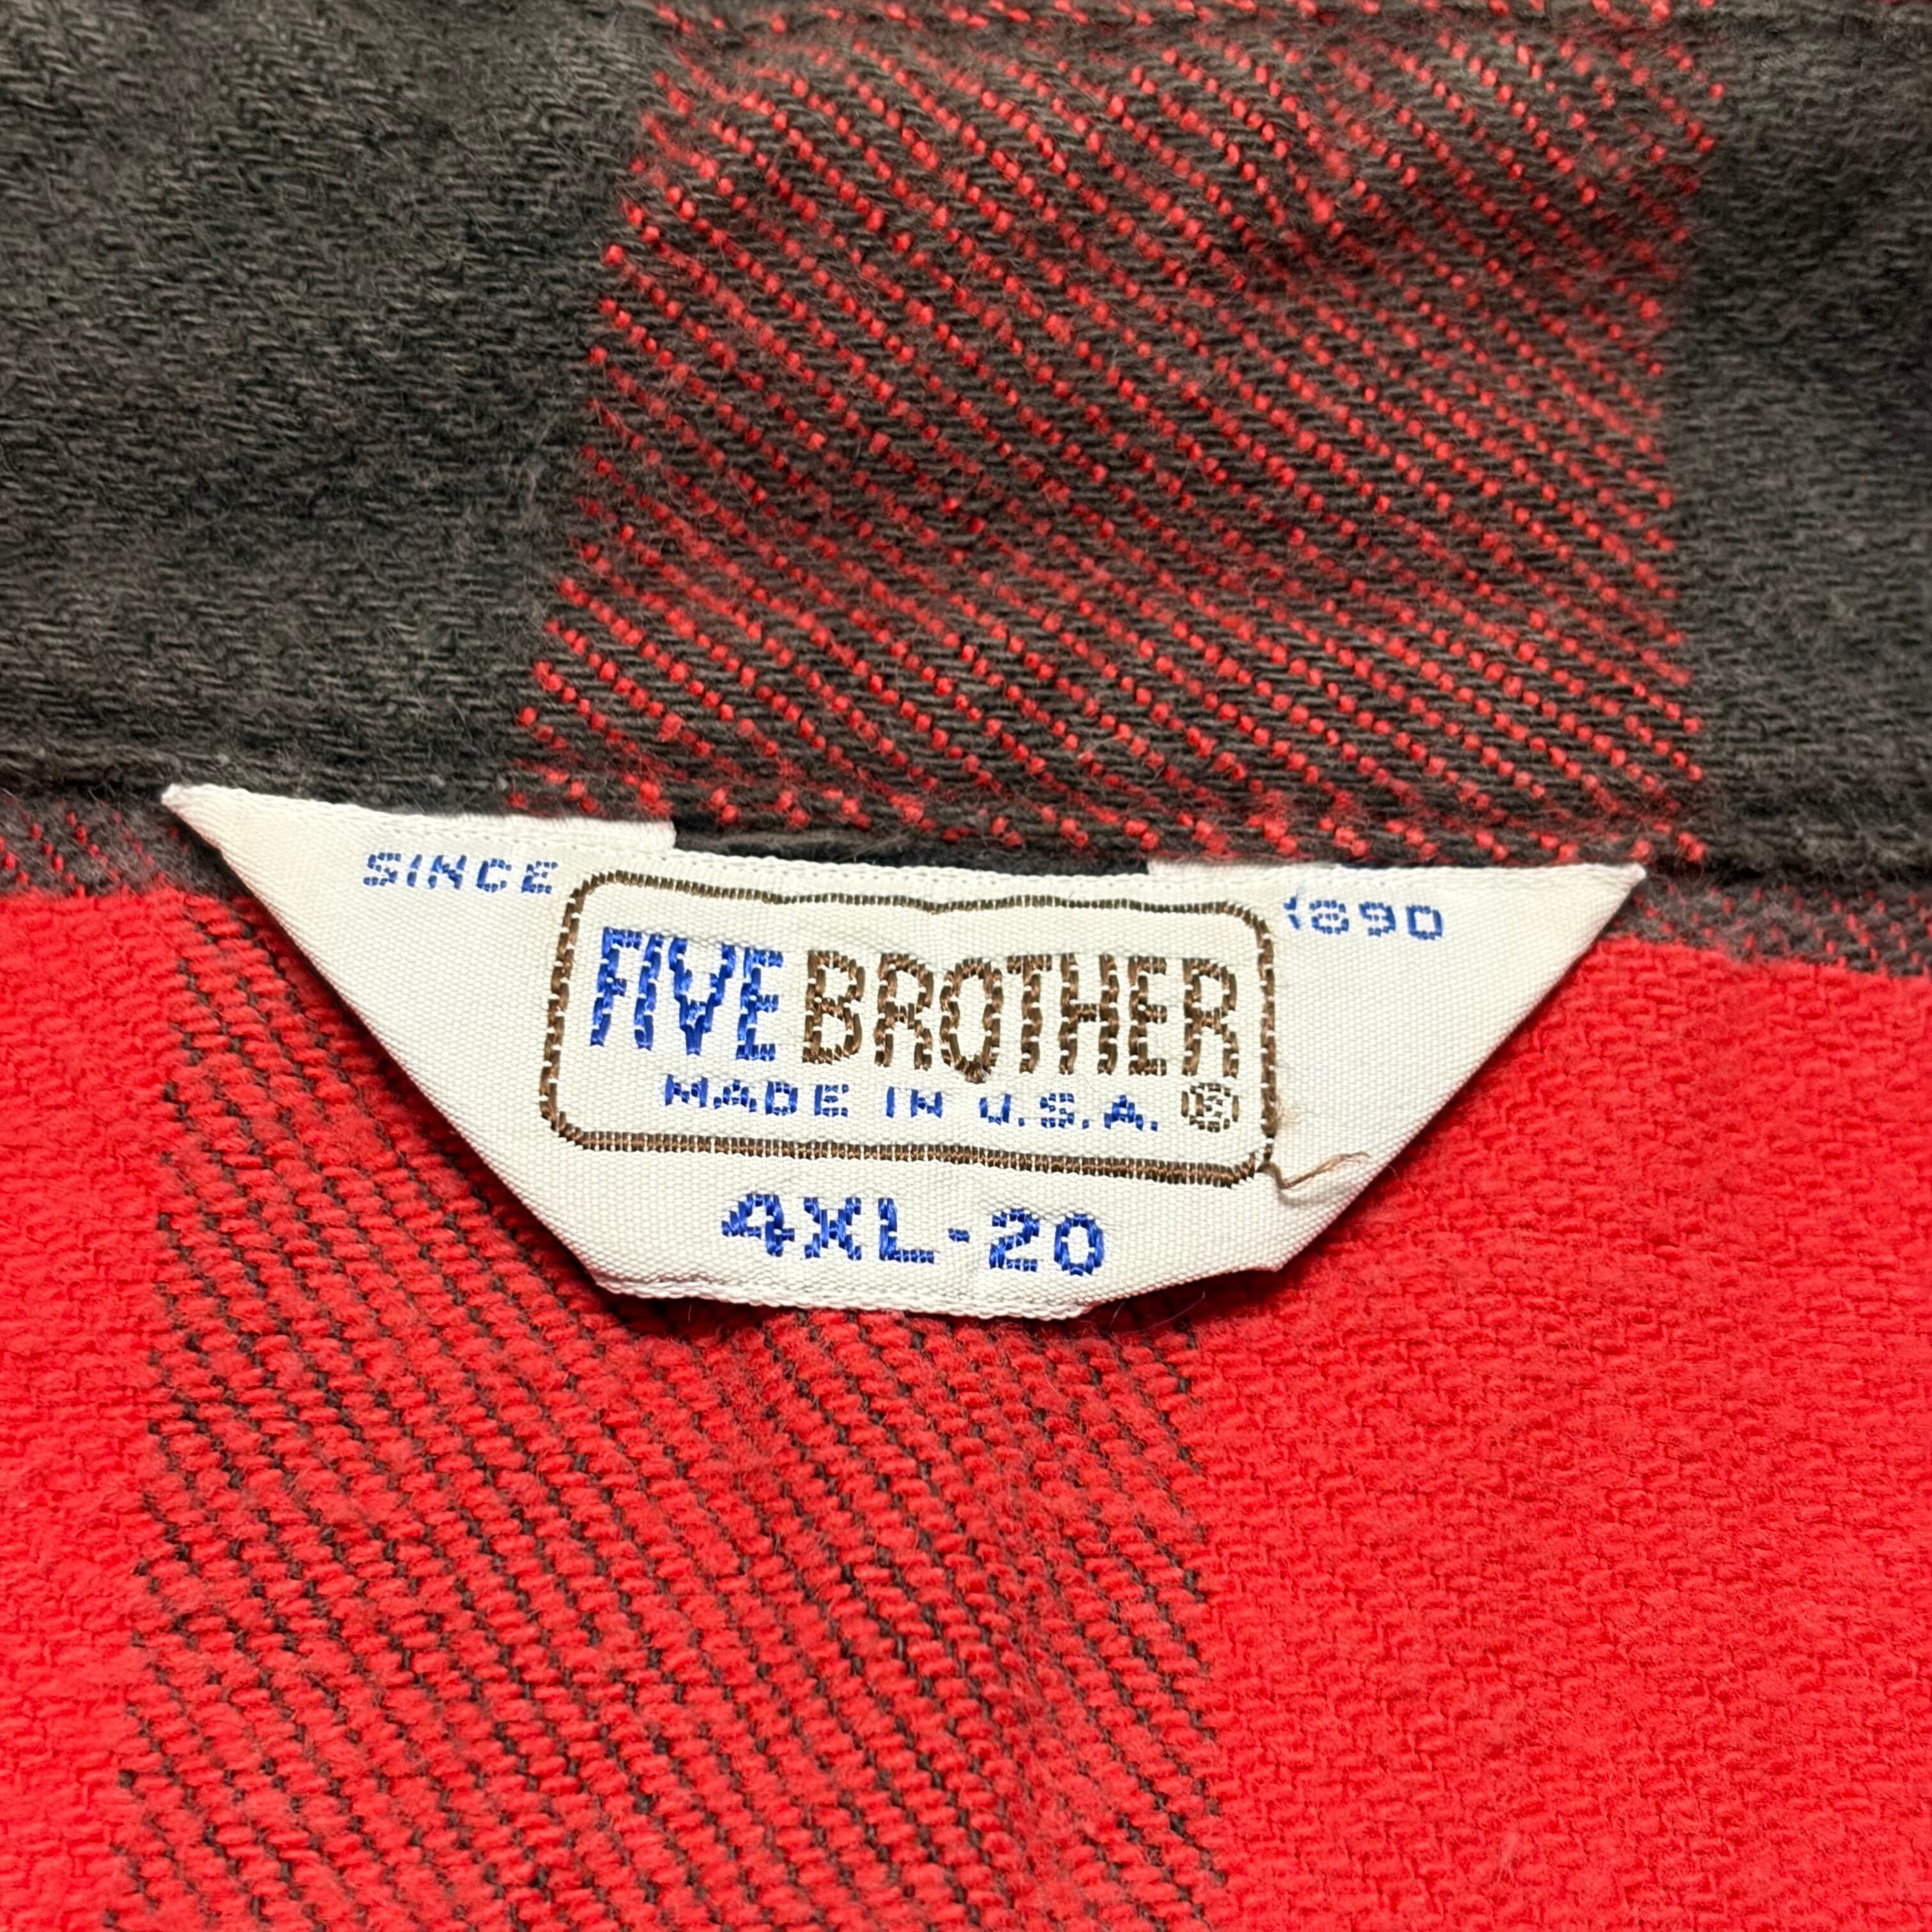 SINCE 1890
FIVE BROTHER
MADE IN U.S.A. ®
4XL-20